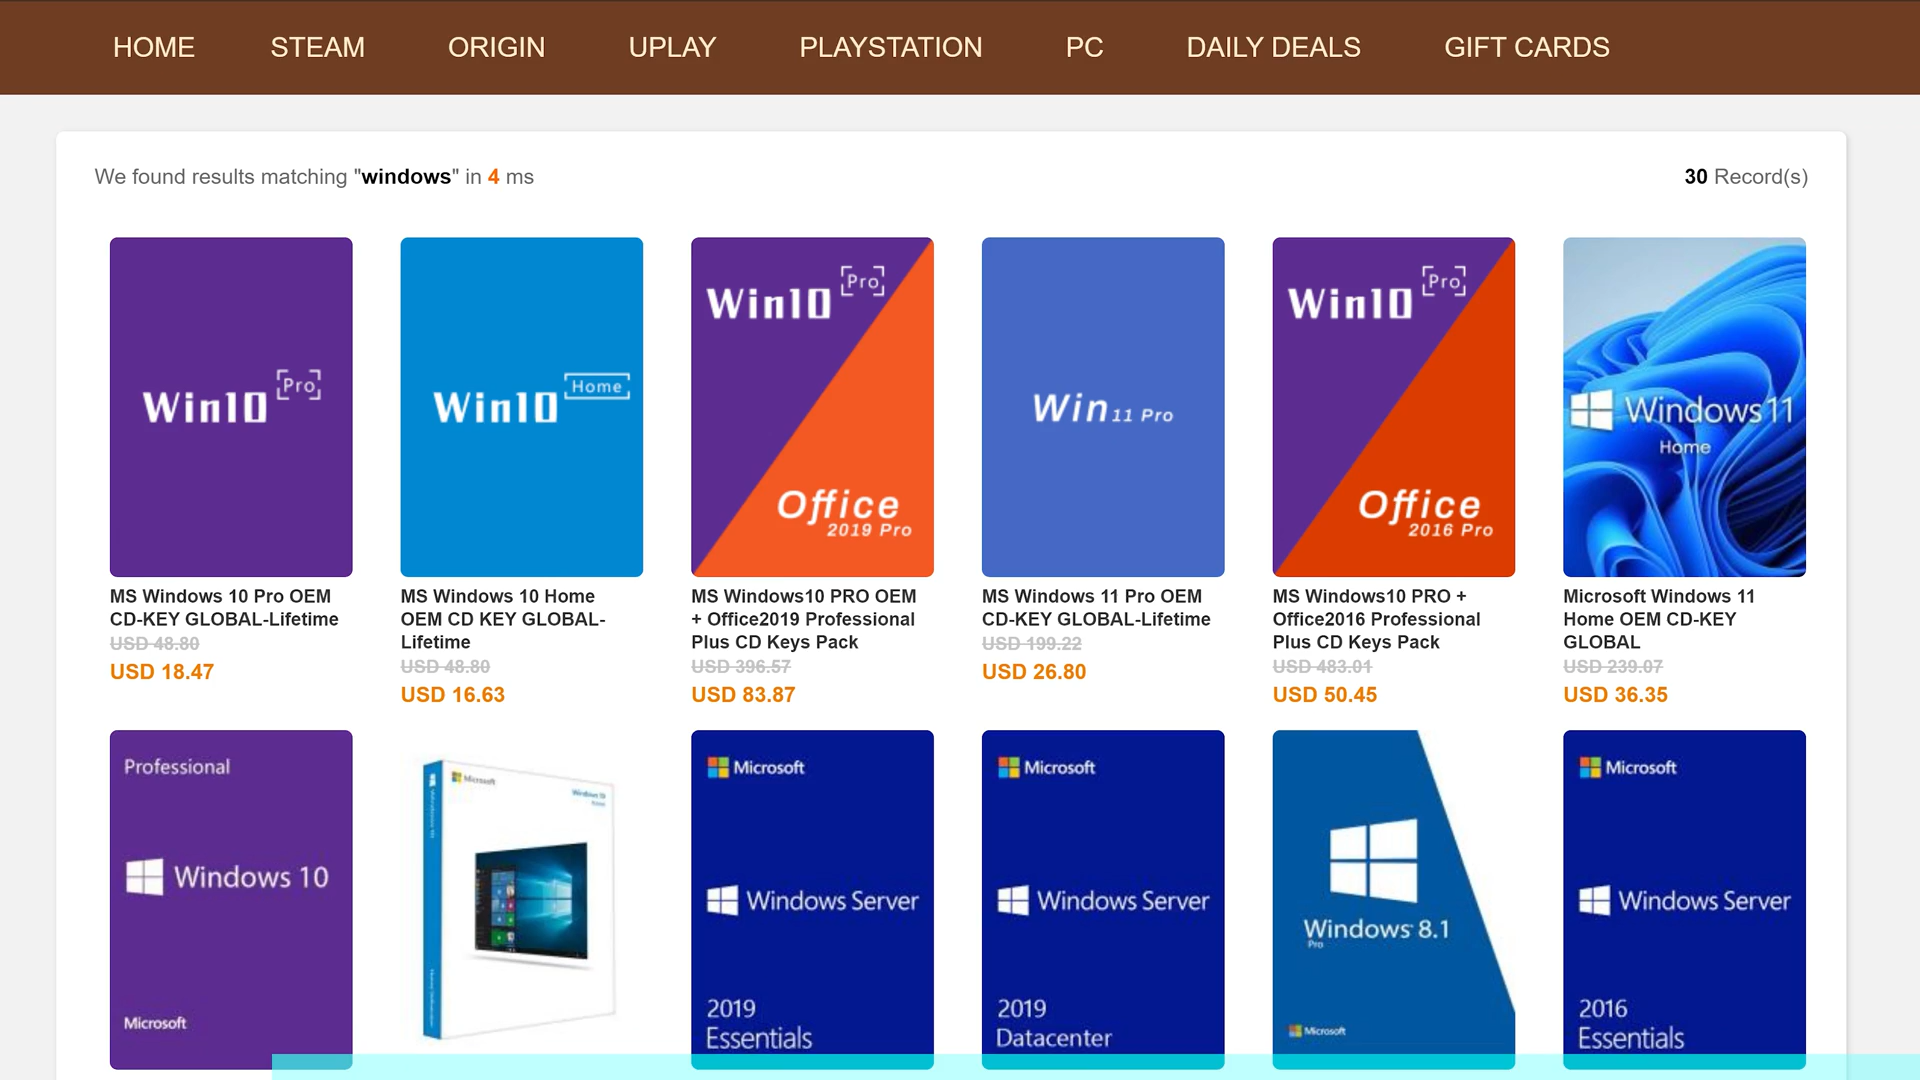 HOME STEAM ORIGIN UPLAY PLAYSTATION PC DAILY DEALS GIFT CARDS
We found results matching "windows" in 4 ms
30 Record(s)
Win10 Pro
Win10 Home
Win10 Pro
Office
2019 Pro
Win 11 Pro
Win10 Pro
Office
2016 Pro
Windows 11
Home
MS Windows 10 Pro OEM
CD-KEY GLOBAL-Lifetime
USD 48.80
USD 18.47
MS Windows 10 Home
OEM CD KEY GLOBAL-
Lifetime
USD 48.80
USD 16.63
MS Windows10 PRO OEM
+ Office2019 Professional
Plus CD Keys Pack
USD 396.57
USD 83.87
MS Windows 11 Pro OEM
CD-KEY GLOBAL-Lifetime
USD 199.22
USD 26.80
MS Windows10 PRO +
Office2016 Professional
Plus CD Keys Pack
USD 483.01
USD 50.45
Microsoft Windows 11
Home OEM CD-KEY
GLOBAL
USD 239.07
USD 36.35
Professional
Windows 10
Microsoft
Microsoft
Windows 10
Microsoft
Windows Server
2019
Essentials
Microsoft
Windows Server
2019
Datacenter
Windows 8.1
Pro
Microsoft
Microsoft
Windows Server
2016
Essentials